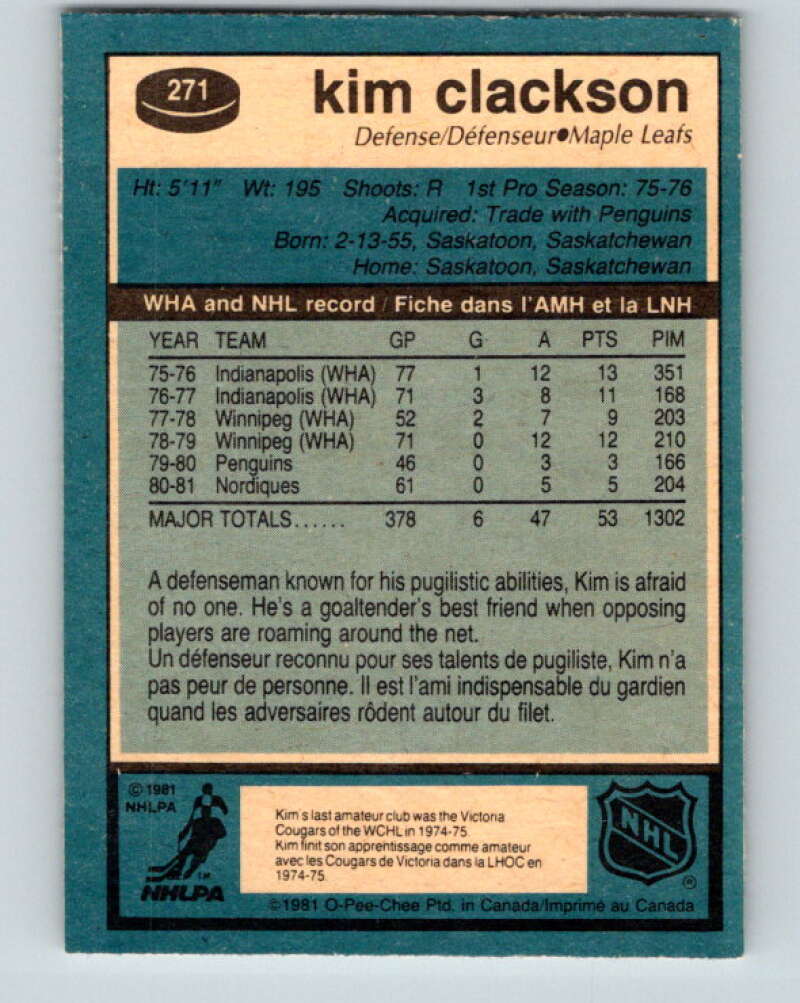 271
kim clackson
Defense/Défenseur●Maple Leafs
Ht: 5'11" Wt: 195 Shoots: R 1st Pro Season: 75-76
Acquired: Trade with Penguins
Born: 2-13-55, Saskatoon, Saskatchewan
Home: Saskatoon, Saskatchewan
WHA and NHL record / Fiche dans l'AMH et la LNH
YEAR TEAM GP G A PTS PIM
75-76 Indianapolis (WHA) 77 1 12 13 351
76-77 Indianapolis (WHA) 71 3 8 11 168
77-78 Winnipeg (WHA) 52 2 7 9 203
78-79 Winnipeg (WHA) 71 0 12 12 210
79-80 Penguins 46 0 3 3 166
80-81 Nordiques 61 0 5 5 204
MAJOR TOTALS...... 378 6 47 53 1302
A defenseman known for his pugilistic abilities, Kim is afraid
of no one. He's a goaltender's best friend when opposing
players are roaming around the net.
Un défenseur reconnu pour ses talents de pugiliste, Kim n'a
pas peur de personne. Il est l'ami indispensable du gardien
quand les adversaires rôdent autour du filet.
© 1981
NHLPA
TM
NHLPA
Kim s last amateur club was the Victoria
Cougars of the WCHL in 1974-75.
Kim finit son apprentissage comme amateur
avec les Cougars de Victoria dans la LHOC en
1974-75.
NHL
®
©1981 O-Pee-Chee Ptd. in Canada/Imprimé au Canada